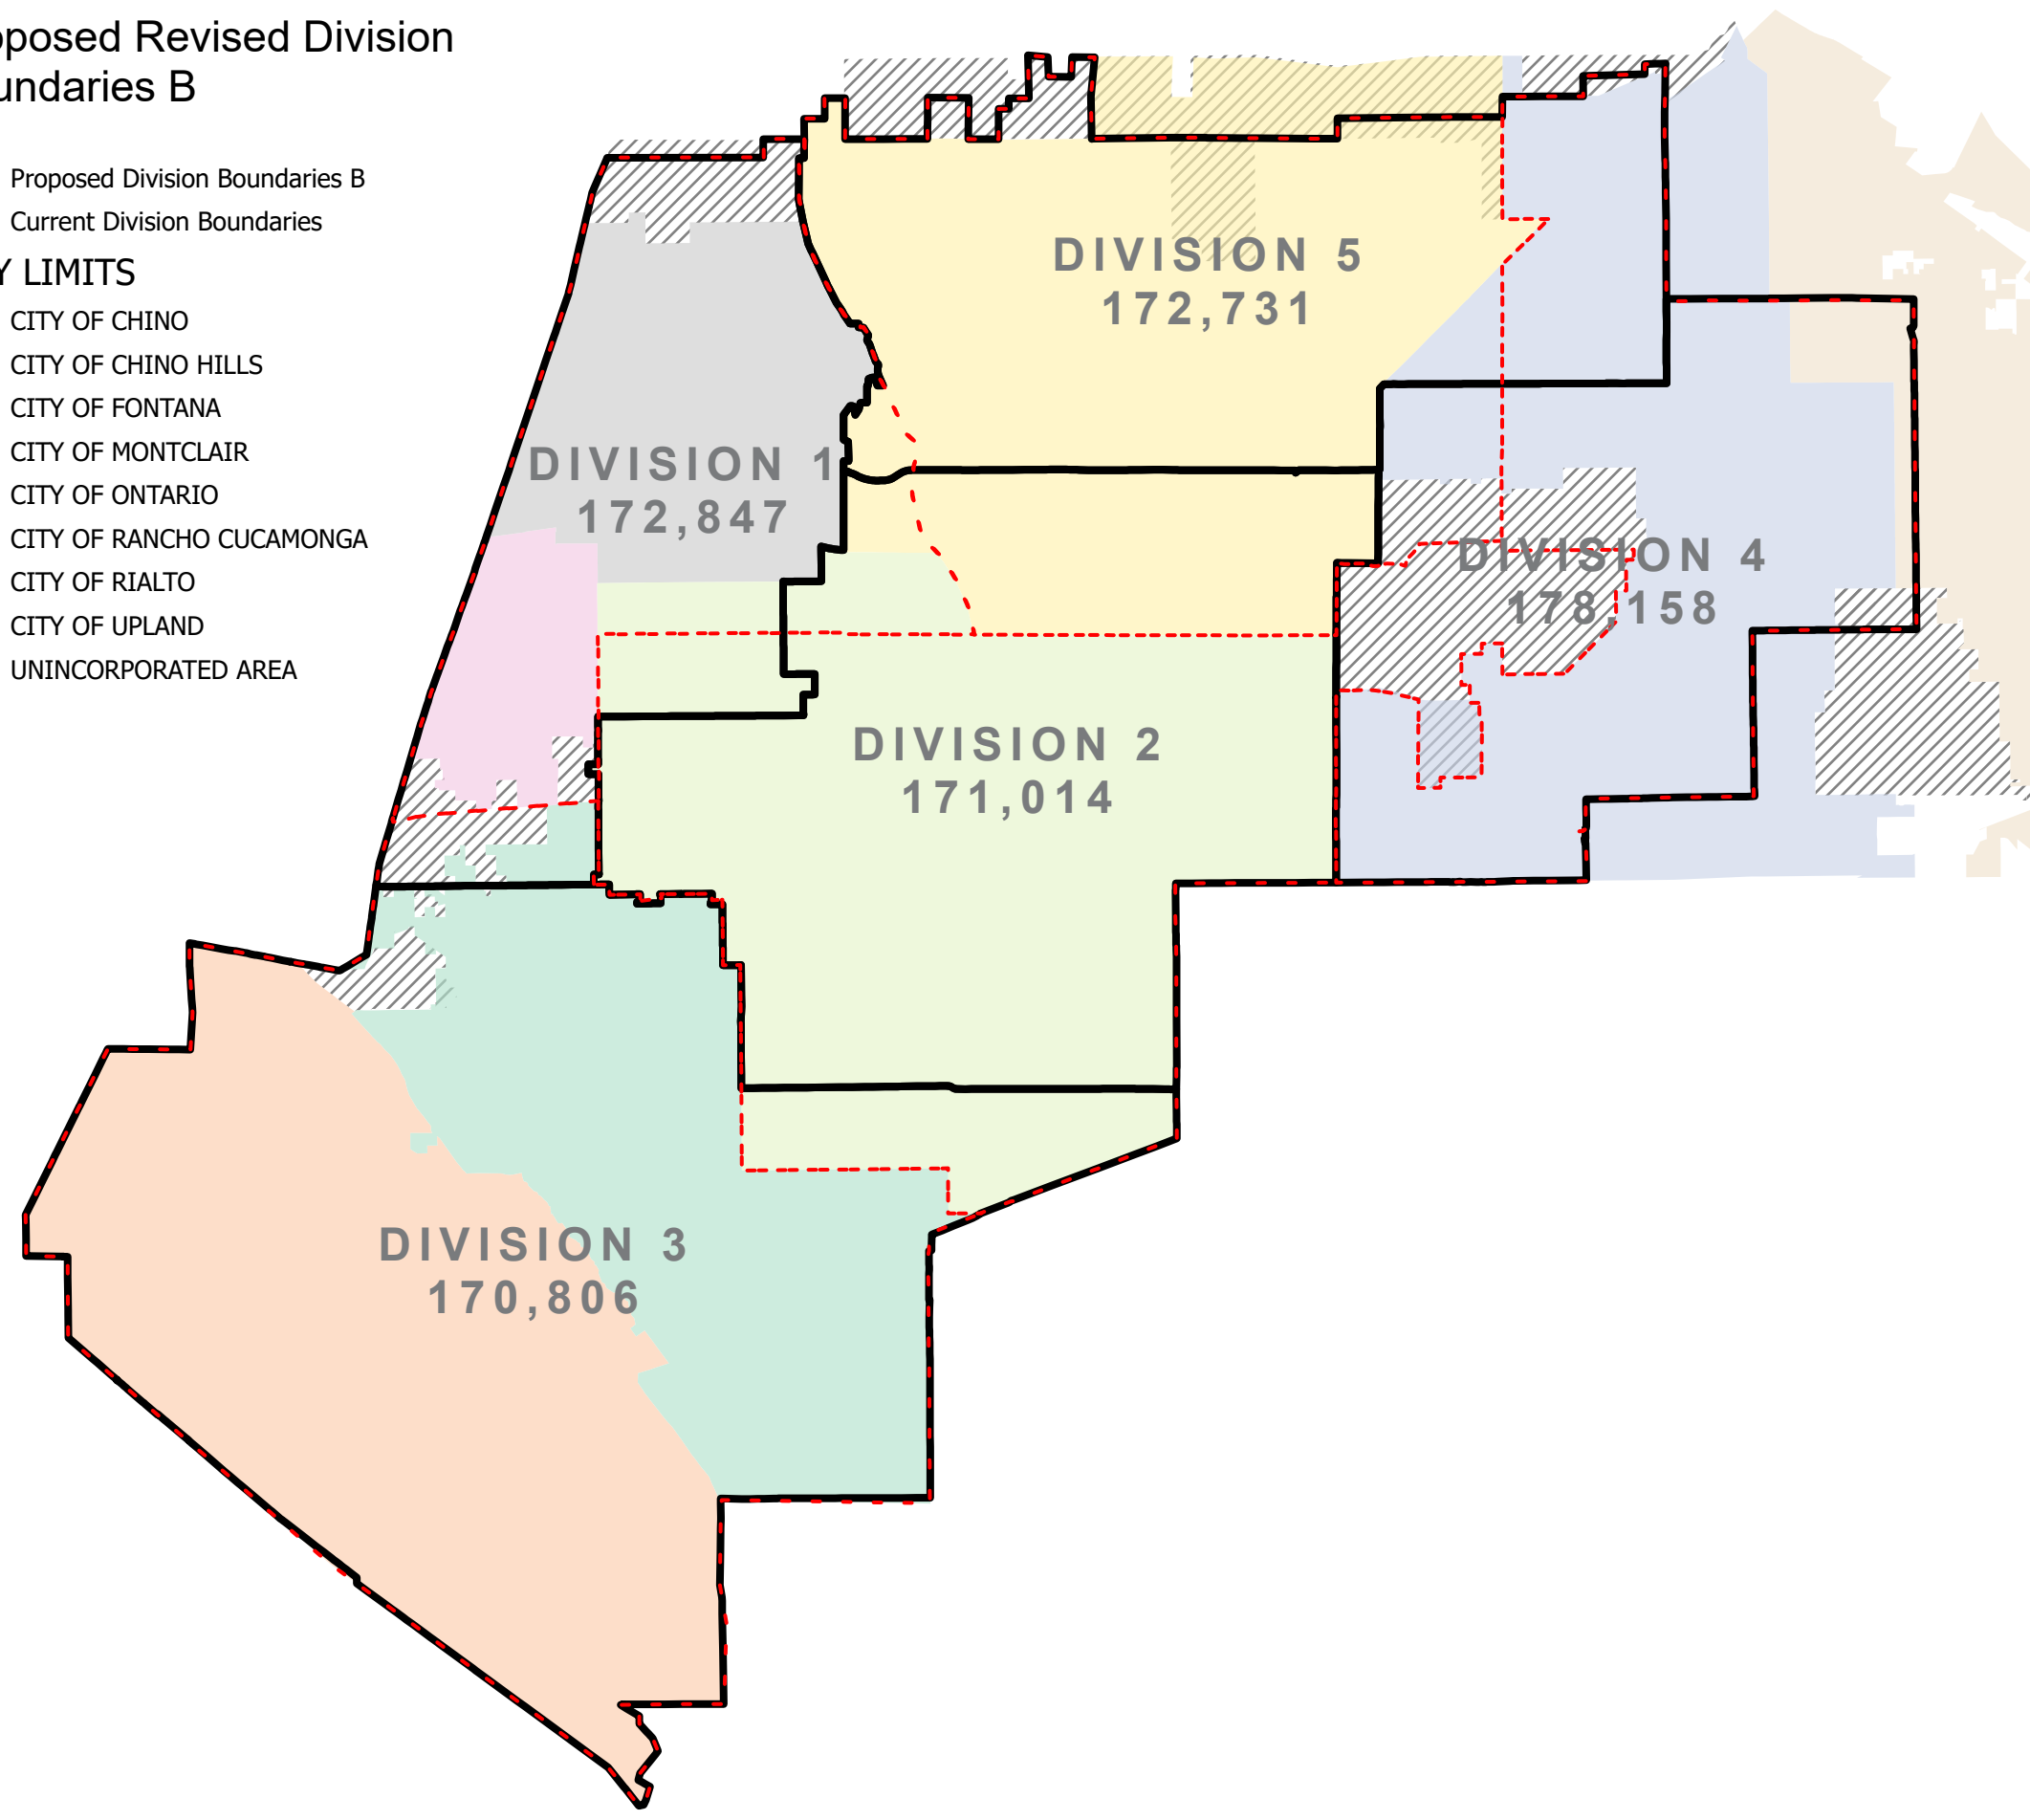 pposed Revised Division
undaries B
Proposed Division Boundaries B
Current Division Boundaries
Y LIMITS
CITY OF CHINO
CITY OF CHINO HILLS
CITY OF FONTANA
CITY OF MONTCLAIR
CITY OF ONTARIO
CITY OF RANCHO CUCAMONGA
CITY OF RIALTO
CITY OF UPLAND
UNINCORPORATED AREA
DIVISION 5
172,731
DIVISION 1
172,847
DIVISION 4
178,158
DIVISION 2
171,014
DIVISION 3
170,806